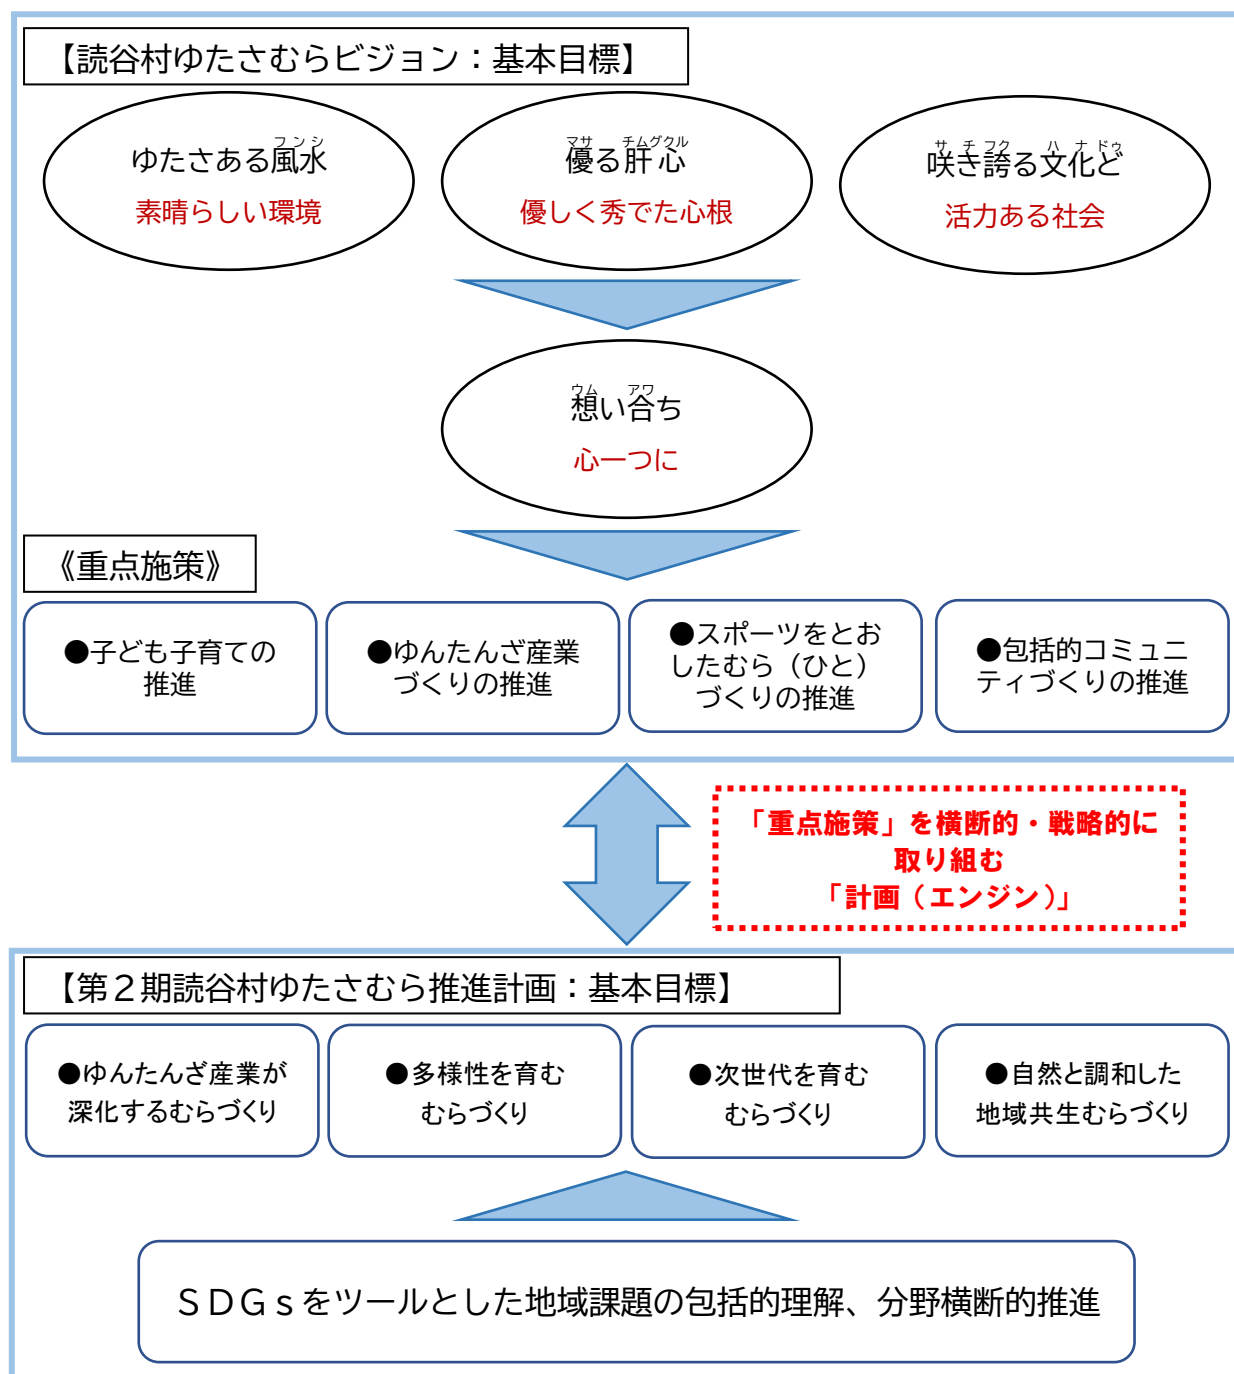 【読谷村ゆたさむらビジョン：基本目標】
フンシ
ゆたさある風水
素晴らしい環境
マサ チムグクル
優る肝心
優しく秀でた心根
サ チ フク ハ ナ ドゥ
咲き誇る文化ど
活力ある社会
ウム アワ
想い合ち
心一つに
《重点施策》
●子ども子育ての
推進
●ゆんたんざ産業
づくりの推進
●スポーツをとお
したむら（ひと）
づくりの推進
●包括的コミュニ
ティづくりの推進
「重点施策」を横断的・戦略的に
取り組む
「計画（エンジン）」
【第２期読谷村ゆたさむら推進計画：基本目標】
●ゆんたんざ産業が
深化するむらづくり
●多様性を育む
むらづくり
●次世代を育む
むらづくり
●自然と調和した
地域共生むらづくり
ＳＤＧｓをツールとした地域課題の包括的理解、分野横断的推進